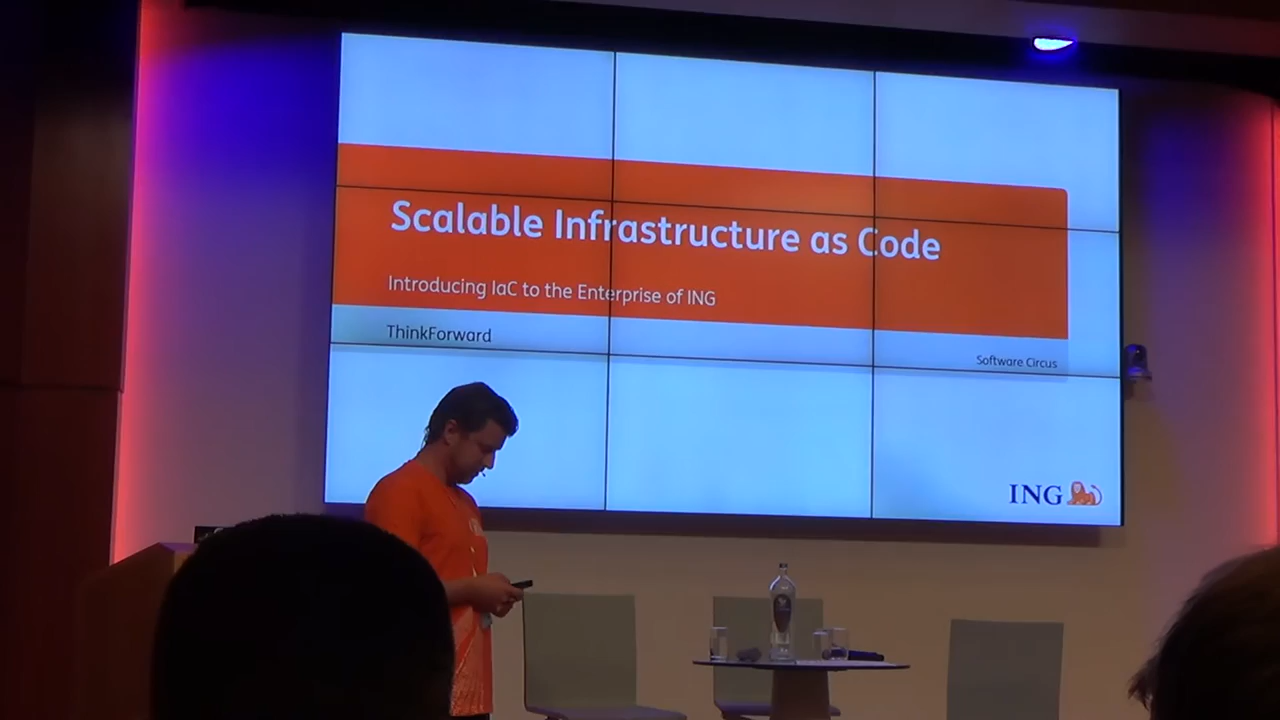 Scalable Infrastructure as Code
Introducing IaC to the Enterprise of ING
ThinkForward
Software Circus
ING